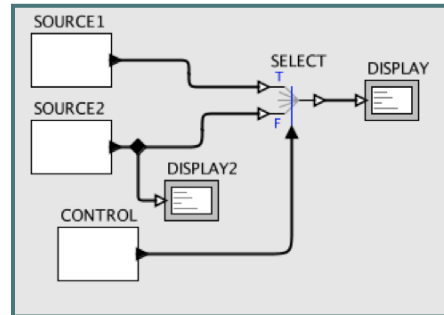 SOURCE1
SELECT
T
DISPLAY
SOURCE2
F
DISPLAY2
CONTROL